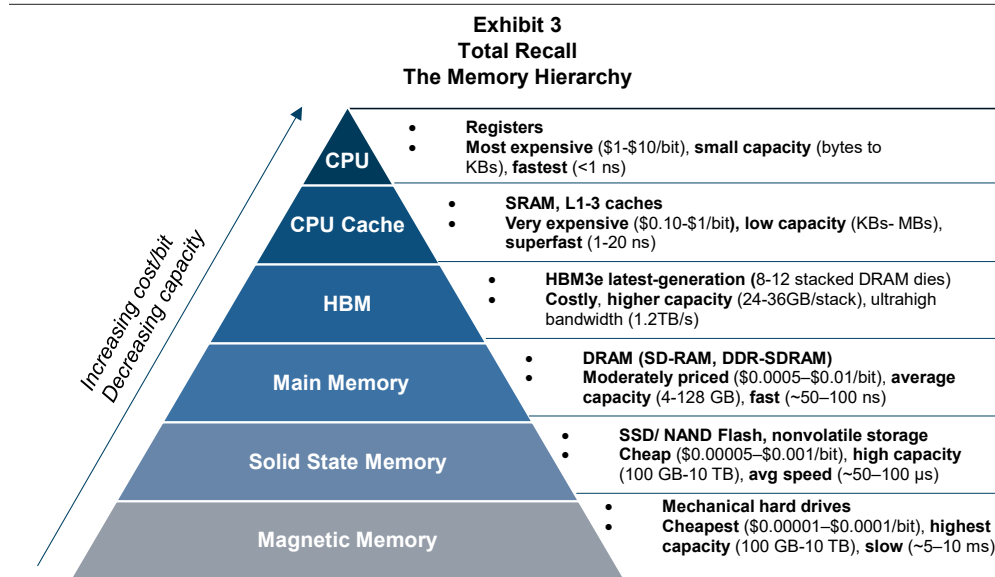 Exhibit 3
Total Recall
The Memory Hierarchy
Increasing cost/bit
Decreasing capacity
CPU
• Registers
• Most expensive ($1-$10/bit), small capacity (bytes to
KBs), fastest (<1 ns)
CPU Cache
• SRAM, L1-3 caches
• Very expensive ($0.10-$1/bit), low capacity (KBs- MBs),
superfast (1-20 ns)
HBM
• HBM3e latest-generation (8-12 stacked DRAM dies)
• Costly, higher capacity (24-36GB/stack), ultrahigh
bandwidth (1.2TB/s)
Main Memory
• DRAM (SD-RAM, DDR-SDRAM)
• Moderately priced ($0.0005–$0.01/bit), average
capacity (4-128 GB), fast (~50–100 ns)
Solid State Memory
• SSD/ NAND Flash, nonvolatile storage
• Cheap ($0.00005–$0.001/bit), high capacity
(100 GB-10 TB), avg speed (~50–100 µs)
Magnetic Memory
• Mechanical hard drives
• Cheapest ($0.00001–$0.0001/bit), highest
capacity (100 GB-10 TB), slow (~5–10 ms)